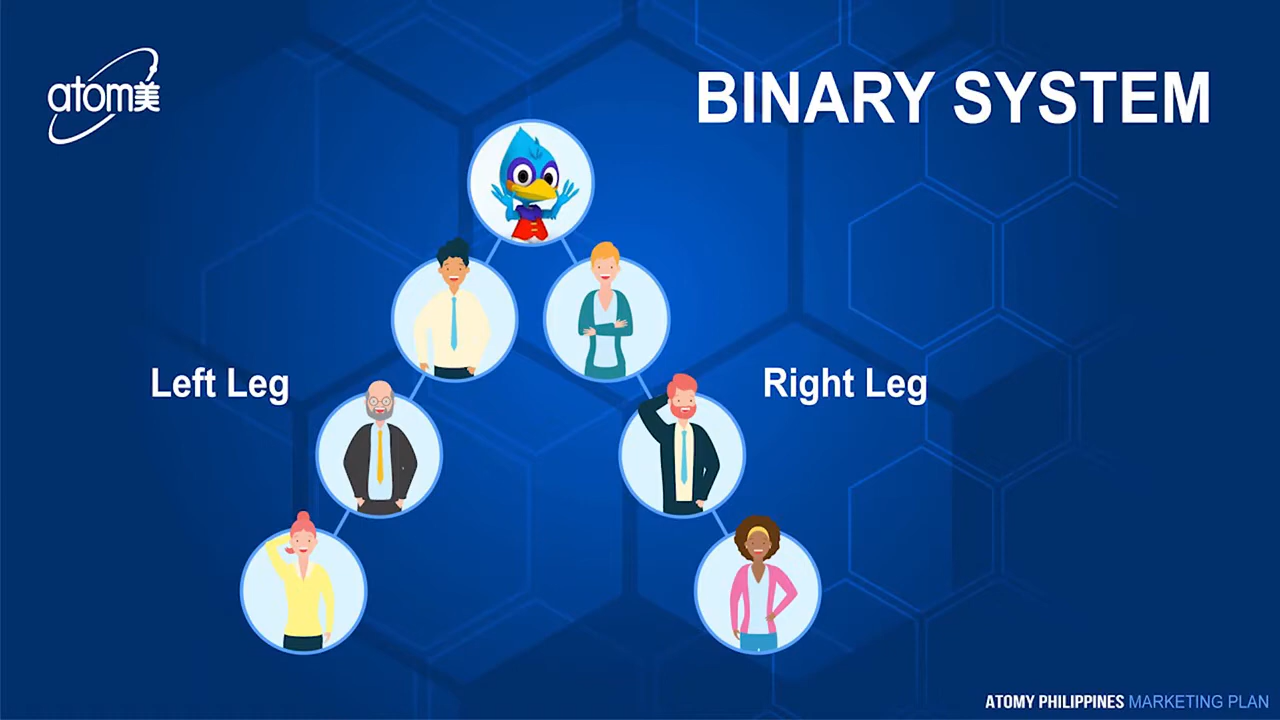 atom美
BINARY SYSTEM
Left Leg
Right Leg
ATOMY PHILIPPINES MARKETING PLAN